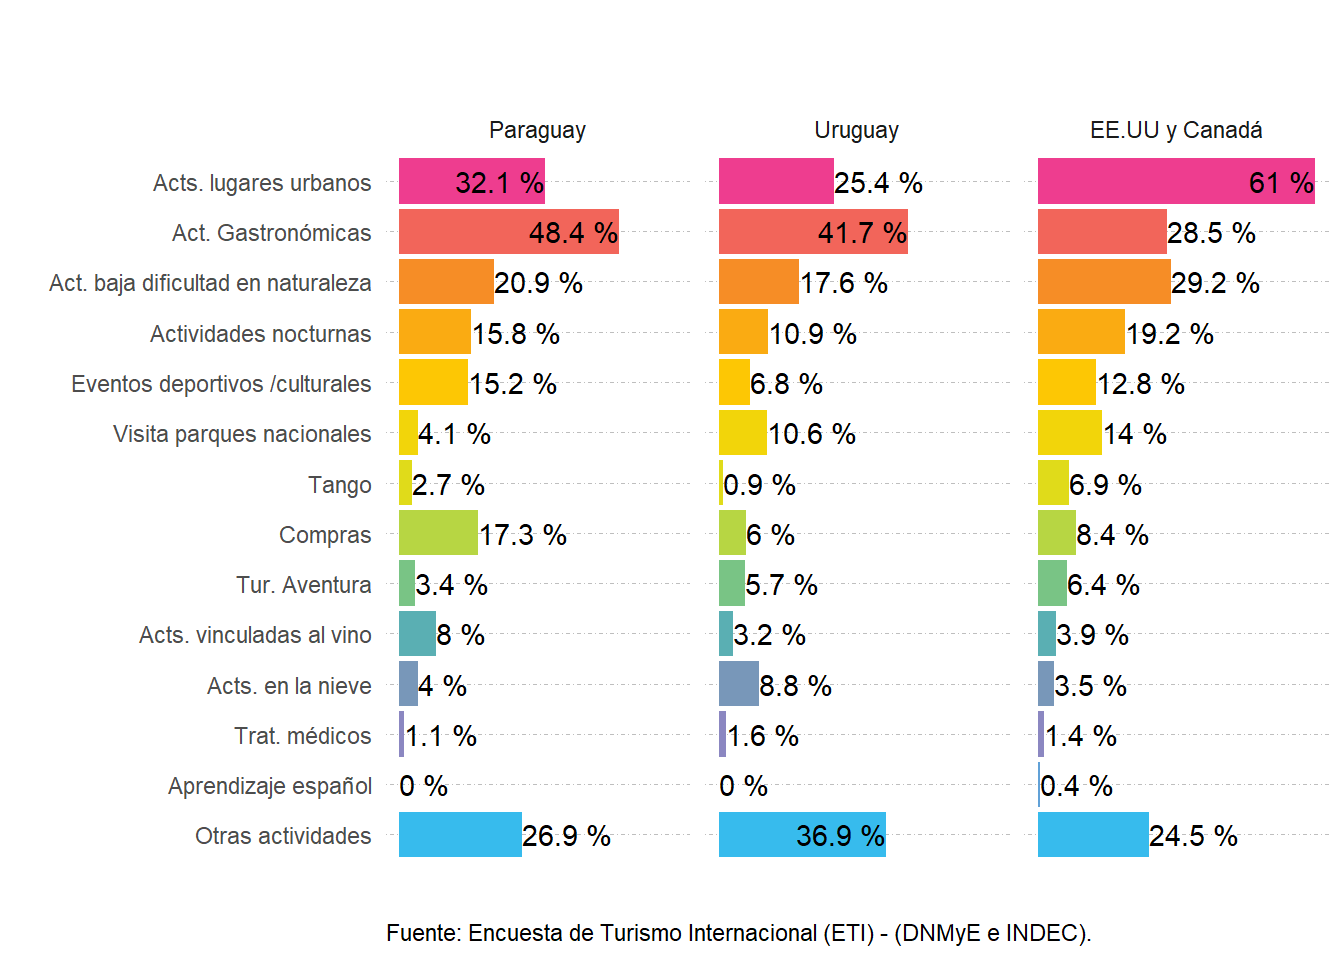 Paraguay Uruguay EE.UU y Canadá
Acts. lugares urbanos 32.1 % 25.4 % 61 %
Act. Gastronómicas 48.4 % 41.7 % 28.5 %
Act. baja dificultad en naturaleza 20.9 % 17.6 % 29.2 %
Actividades nocturnas 15.8 % 10.9 % 19.2 %
Eventos deportivos /culturales 15.2 % 6.8 % 12.8 %
Visita parques nacionales 4.1 % 10.6 % 14 %
Tango 2.7 % 0.9 % 6.9 %
Compras 17.3 % 6 % 8.4 %
Tur. Aventura 3.4 % 5.7 % 6.4 %
Acts. vinculadas al vino 8 % 3.2 % 3.9 %
Acts. en la nieve 4 % 8.8 % 3.5 %
Trat. médicos 1.1 % 1.6 % 1.4 %
Aprendizaje español 0 % 0 % 0.4 %
Otras actividades 26.9 % 36.9 % 24.5 %
Fuente: Encuesta de Turismo Internacional (ETI) - (DNMyE e INDEC).